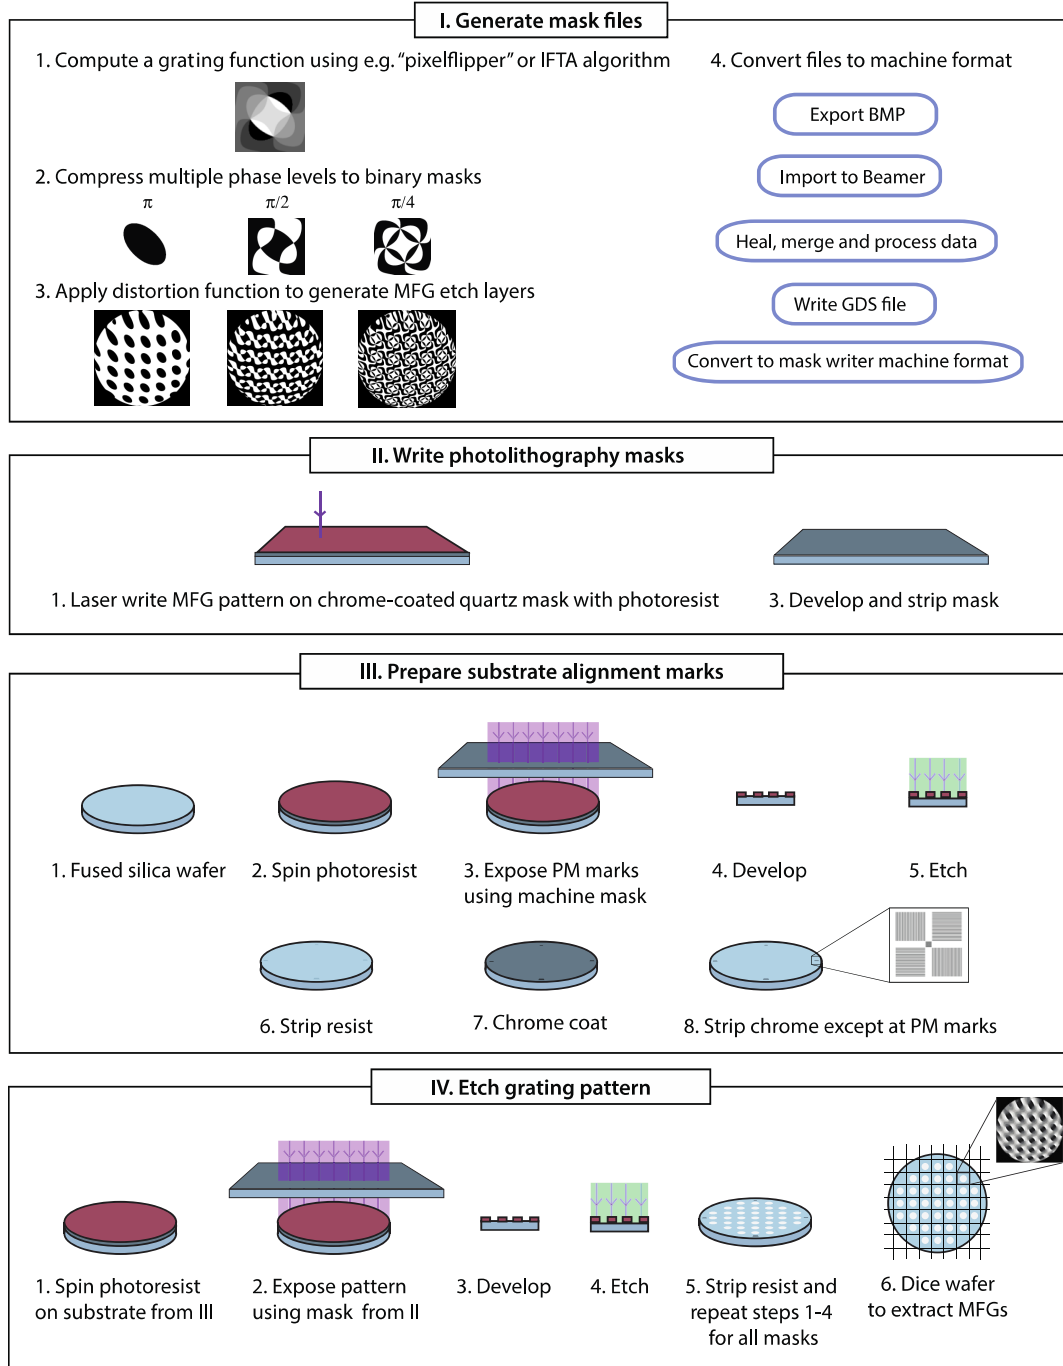 I. Generate mask files
1. Compute a grating function using e.g. “pixelflipper” or IFTA algorithm
2. Compress multiple phase levels to binary masks
π π/2 π/4
3. Apply distortion function to generate MFG etch layers
4. Convert files to machine format
Export BMP
Import to Beamer
Heal, merge and process data
Write GDS file
Convert to mask writer machine format
II. Write photolithography masks
1. Laser write MFG pattern on chrome-coated quartz mask with photoresist
3. Develop and strip mask
III. Prepare substrate alignment marks
1. Fused silica wafer
2. Spin photoresist
3. Expose PM marks
using machine mask
4. Develop
5. Etch
6. Strip resist
7. Chrome coat
8. Strip chrome except at PM marks
IV. Etch grating pattern
1. Spin photoresist
on substrate from III
2. Expose pattern
using mask from II
3. Develop
4. Etch
5. Strip resist and
repeat steps 1-4
for all masks
6. Dice wafer
to extract MFGs